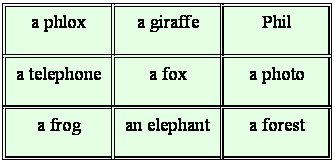 a phlox a giraffe Phil
a telephone a fox a photo
a frog an elephant a forest